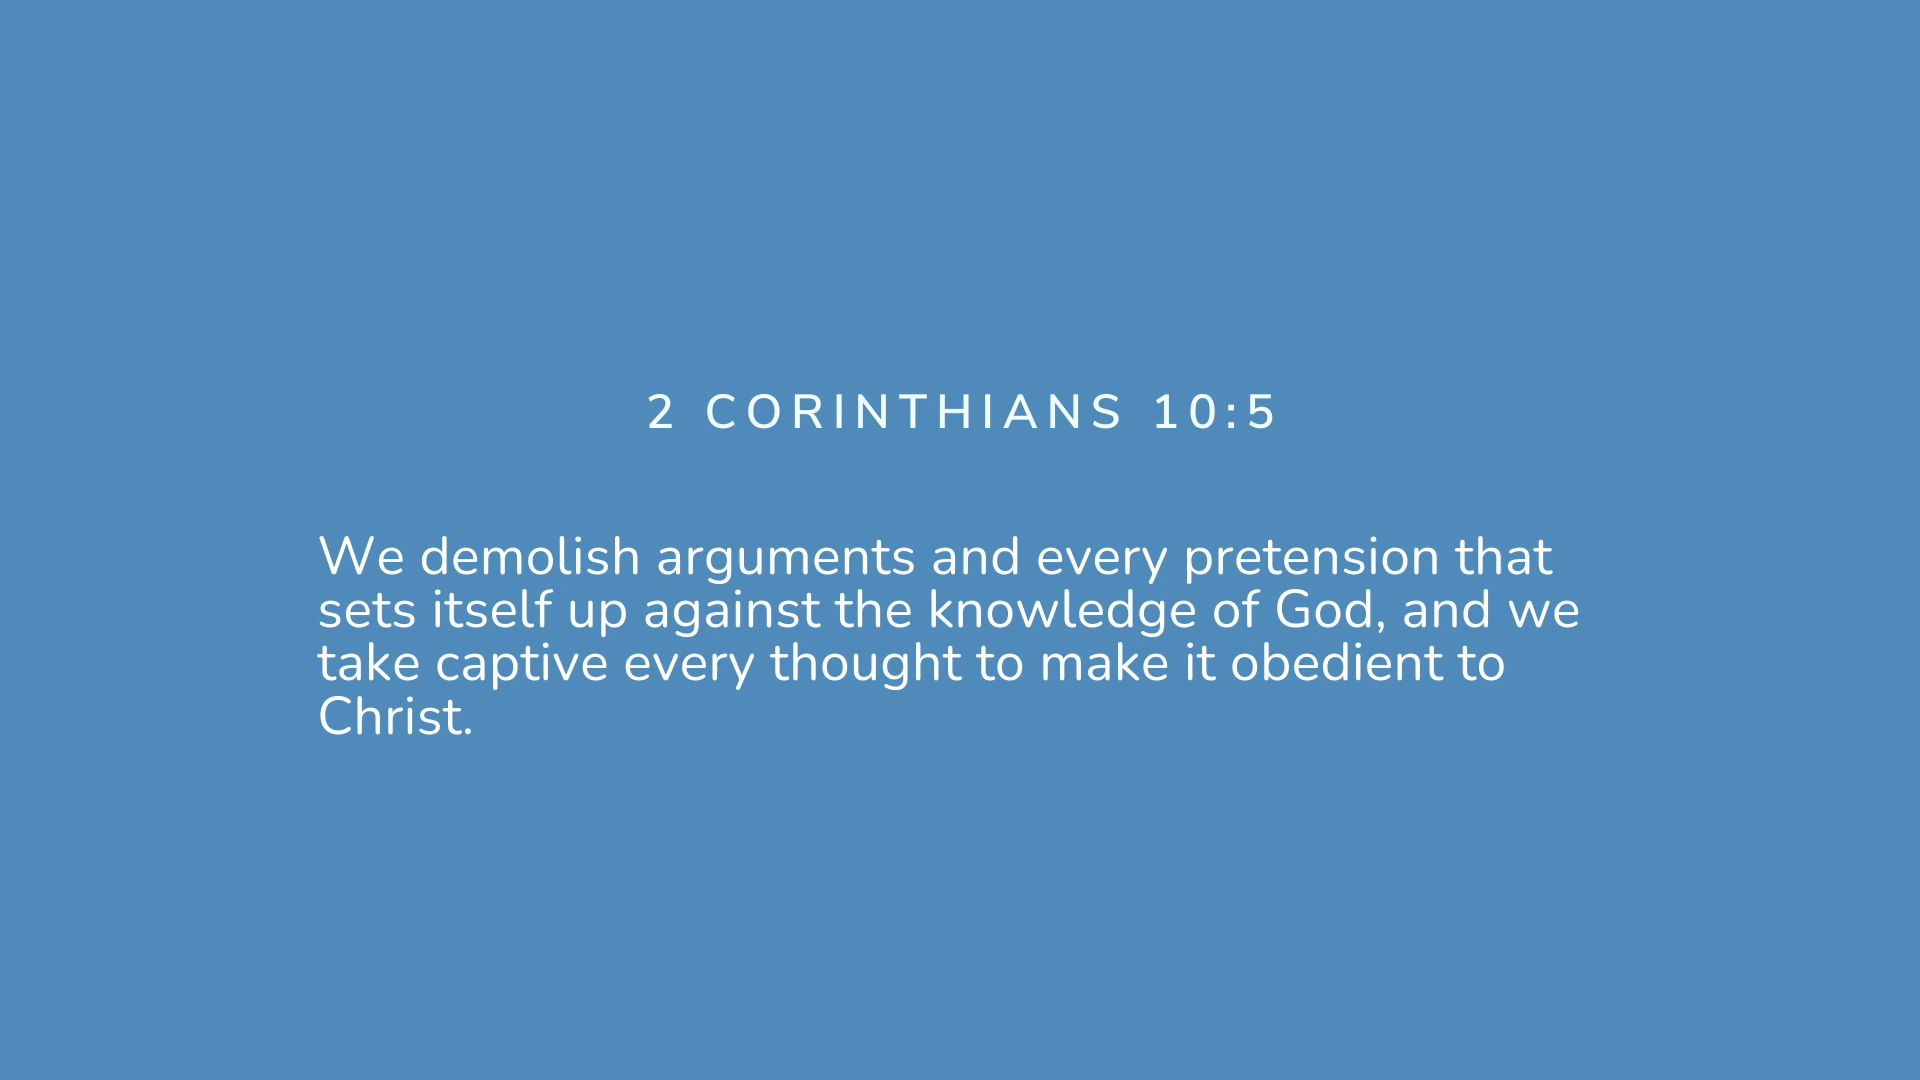 2 CORINTHIANS 10:5
We demolish arguments and every pretension that
sets itself up against the knowledge of God, and we
take captive every thought to make it obedient to
Christ.